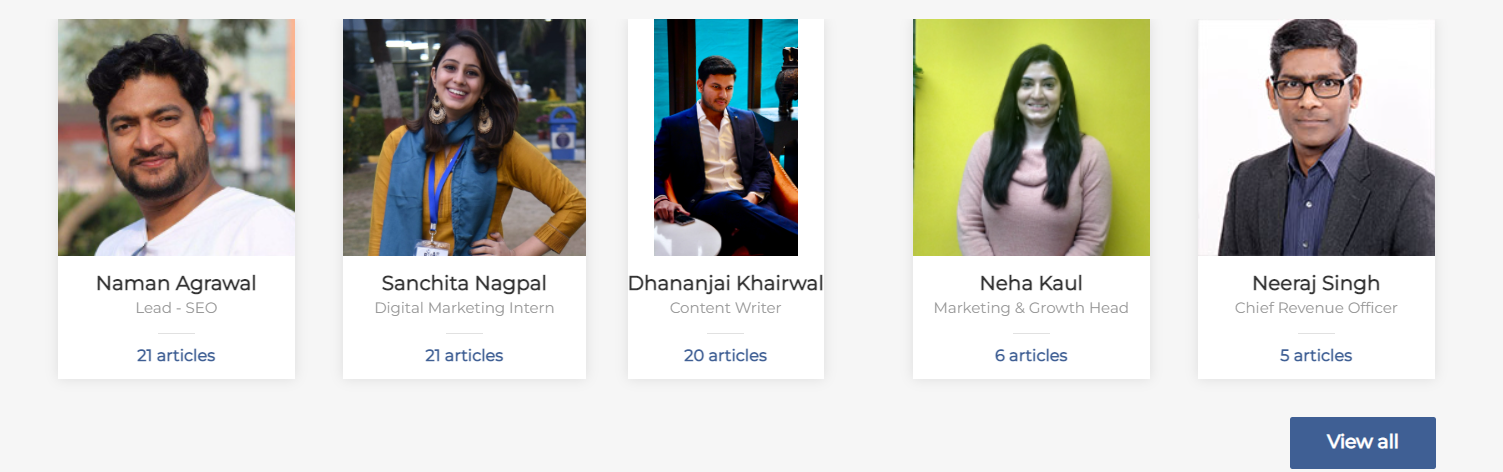 Naman Agrawal
Lead - SEO
21 articles
Sanchita Nagpal
Digital Marketing Intern
21 articles
Dhananjai Khairwal
Content Writer
20 articles
Neha Kaul
Marketing & Growth Head
6 articles
Neeraj Singh
Chief Revenue Officer
5 articles
View all